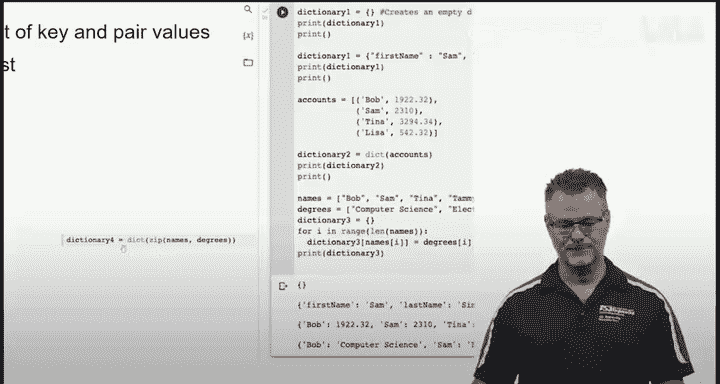 t of key and pair values
st
dictionary4 = dict(zip(names, degrees))
{x}
dictionary1 = {} #Creates an empty d
print(dictionary1)
print()
dictionary1 = {"firstName" : "Sam",
print(dictionary1)
print()
accounts = [('Bob', 1922.32),
('Sam', 2310),
('Tina', 3294.34),
('Lisa', 542.32)]
dictionary2 = dict(accounts)
print(dictionary2)
print()
names = ["Bob", "Sam", "Tina", "Tammy
degrees = ["Computer Science", "Elect
dictionary3 = {}
for i in range(len(names)):
dictionary3[names[i]] = degrees[i]
print(dictionary3)
{}
{'firstName': 'Sam', 'lastName': 'Sim
{'Bob': 1922.32, 'Sam': 2310, 'Tina':
{'Bob': 'Computer Science', 'Sam':